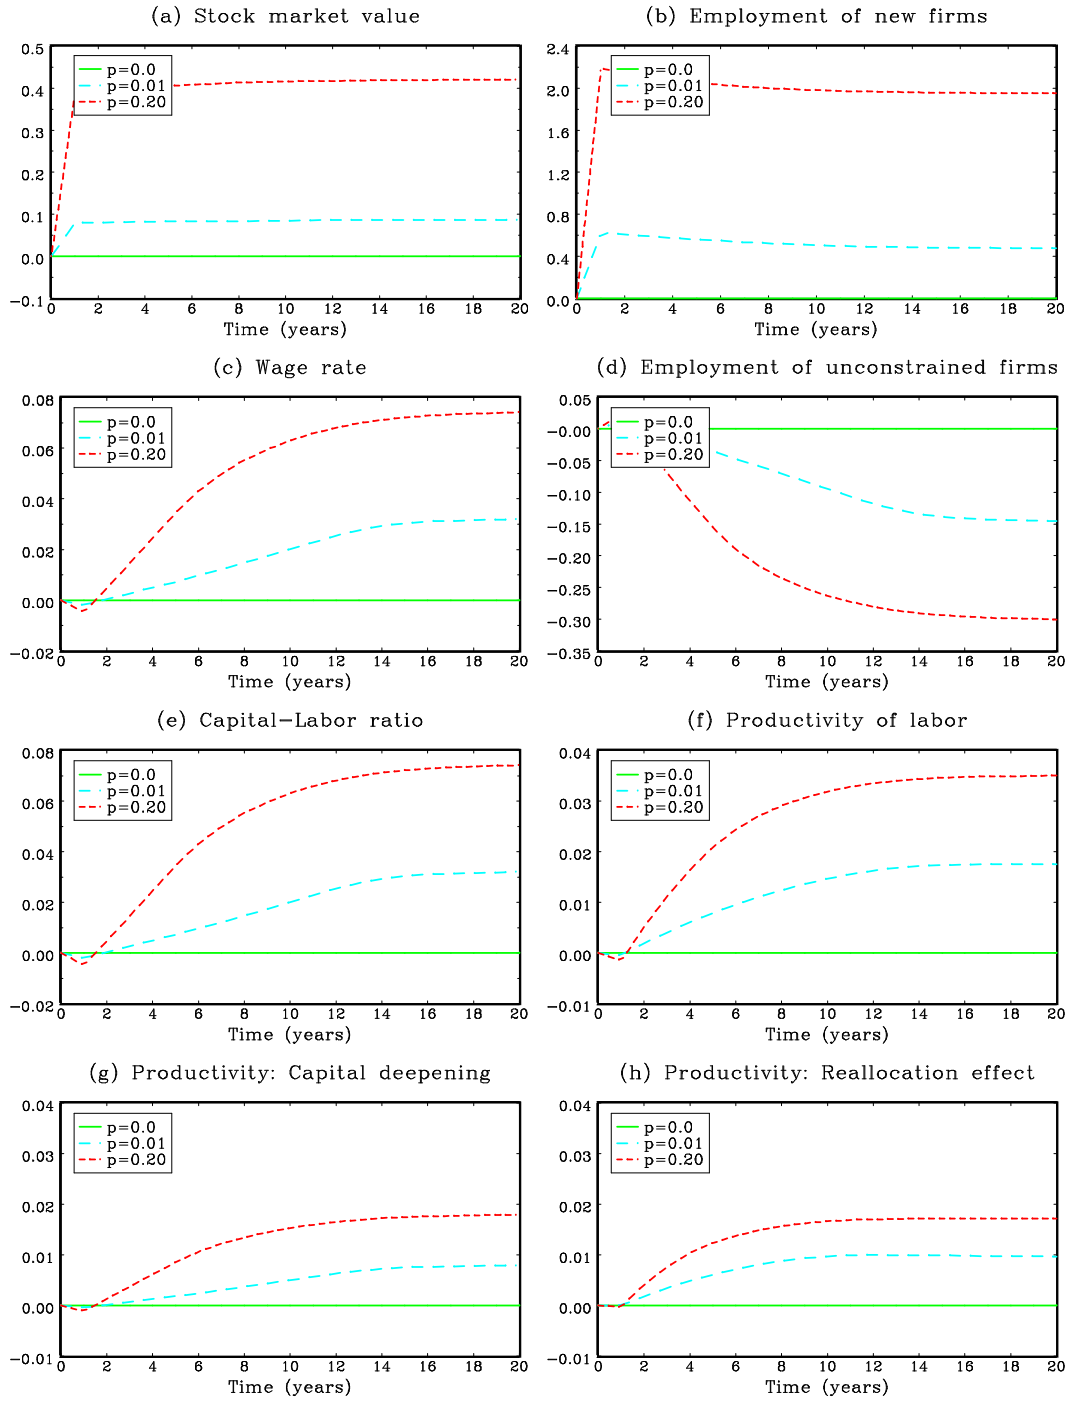 (a) Stock market value
0.5
0.4
0.3
0.2
0.1
0.0
−0.1
p=0.0
p=0.01
p=0.20
2 4 6 8 10 12 14 16 18 20
Time (years)
(b) Employment of new firms
2.4
2.0
1.6
1.2
0.8
0.4
0.0
p=0.0
p=0.01
p=0.20
0 2 4 6 8 10 12 14 16 18 20
Time (years)
(c) Wage rate
0.08
0.06
0.04
0.02
0.00
−0.02
p=0.0
p=0.01
p=0.20
0 2 4 6 8 10 12 14 16 18 20
Time (years)
(d) Employment of unconstrained firms
0.05
−0.00
−0.05
−0.10
−0.15
−0.20
−0.25
−0.30
−0.35
p=0.0
p=0.01
p=0.20
0 2 4 6 8 10 12 14 16 18 20
Time (years)
(e) Capital−Labor ratio
0.08
0.06
0.04
0.02
0.00
−0.02
p=0.0
p=0.01
p=0.20
0 2 4 6 8 10 12 14 16 18 20
Time (years)
(f) Productivity of labor
0.04
0.03
0.02
0.01
0.00
−0.01
p=0.0
p=0.01
p=0.20
0 2 4 6 8 10 12 14 16 18 20
Time (years)
(g) Productivity: Capital deepening
0.04
0.03
0.02
0.01
0.00
−0.01
p=0.0
p=0.01
p=0.20
0 2 4 6 8 10 12 14 16 18 20
Time (years)
(h) Productivity: Reallocation effect
0.04
0.03
0.02
0.01
0.00
−0.01
p=0.0
p=0.01
p=0.20
0 2 4 6 8 10 12 14 16 18 20
Time (years)